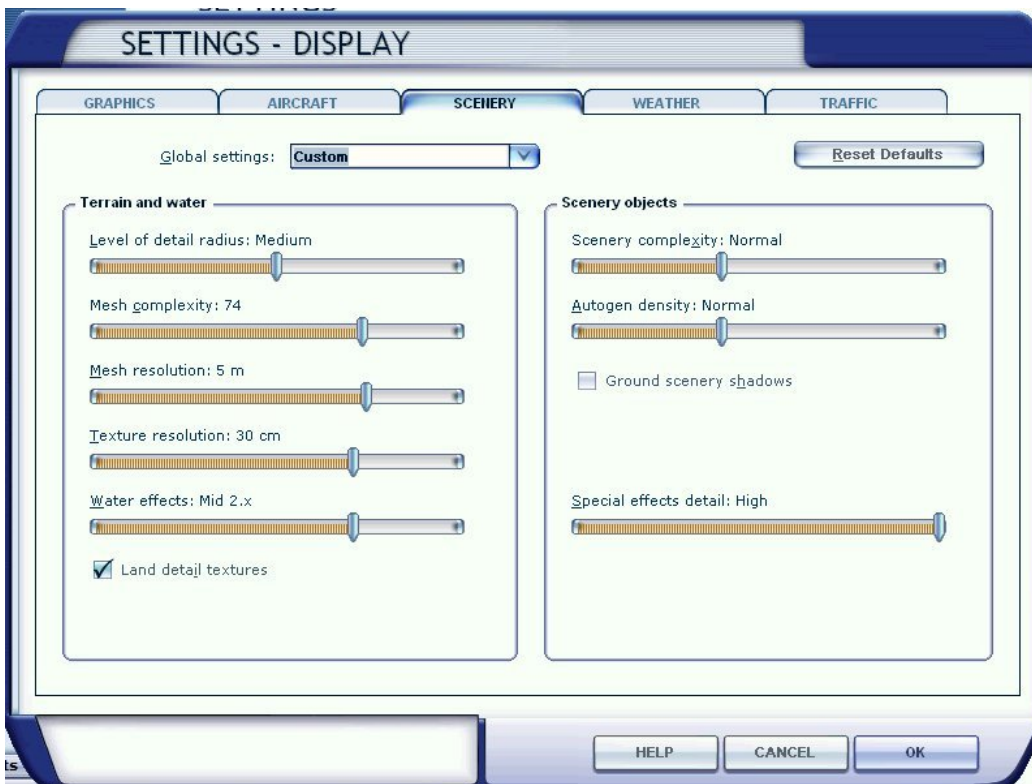 SETTINGS
SETTINGS - DISPLAY
GRAPHICS AIRCRAFT SCENERY WEATHER TRAFFIC
Global settings: Custom
Reset Defaults
Terrain and water
Level of detail radius: Medium
Mesh complexity: 74
Mesh resolution: 5 m
Texture resolution: 30 cm
Water effects: Mid 2.x
Land detail textures
Scenery objects
Scenery complexity: Normal
Autogen density: Normal
Ground scenery shadows
Special effects detail: High
ts
HELP CANCEL OK